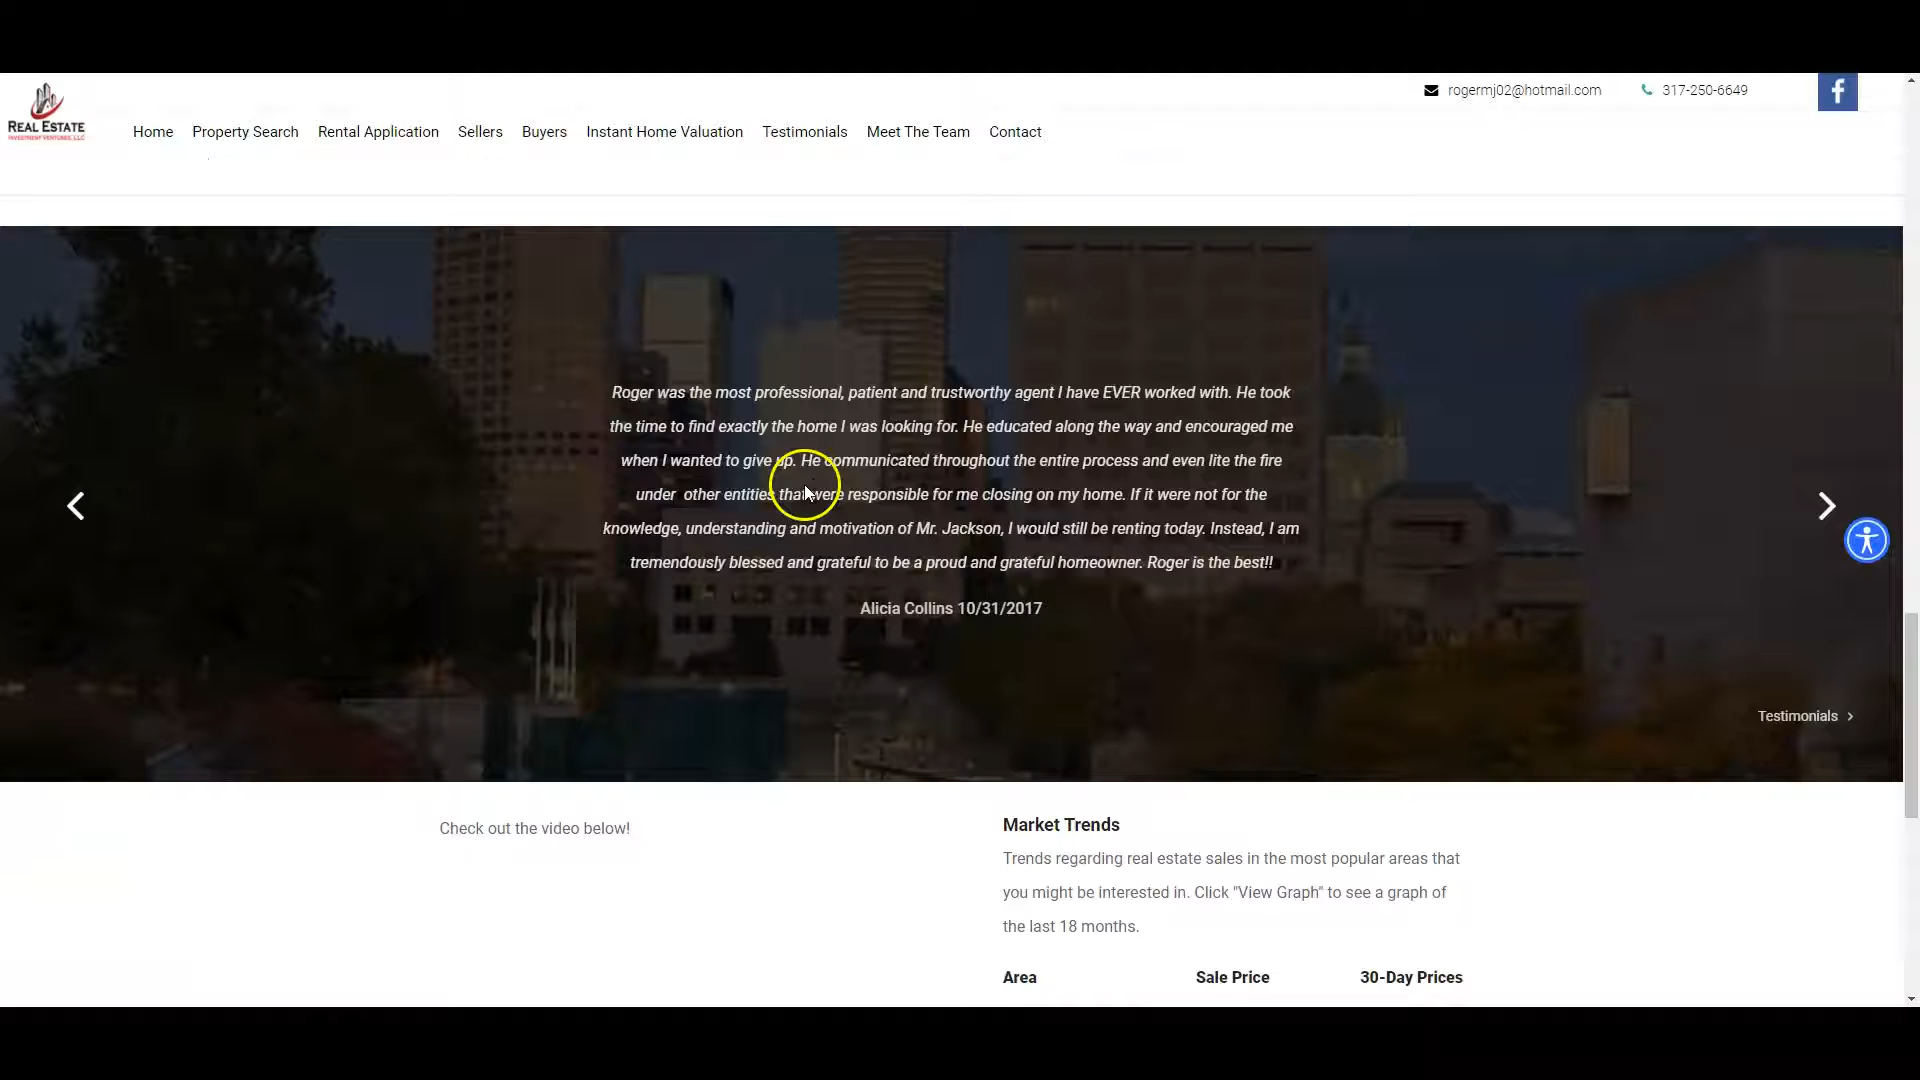 REAL ESTATE
INVESTMENT VENTURES, LLC
rogermj02@hotmail.com
317-250-6649
Home Property Search Rental Application Sellers Buyers Instant Home Valuation Testimonials Meet The Team Contact
Roger was the most professional, patient and trustworthy agent I have EVER worked with. He took
the time to find exactly the home I was looking for. He educated along the way and encouraged me
when I wanted to give up. He communicated throughout the entire process and even lite the fire
under other entities that were responsible for me closing on my home. If it were not for the
knowledge, understanding and motivation of Mr. Jackson, I would still be renting today. Instead, I am
tremendously blessed and grateful to be a proud and grateful homeowner. Roger is the best!!
Alicia Collins 10/31/2017
Testimonials
Check out the video below!
Market Trends
Trends regarding real estate sales in the most popular areas that
you might be interested in. Click "View Graph" to see a graph of
the last 18 months.
Area Sale Price 30-Day Prices